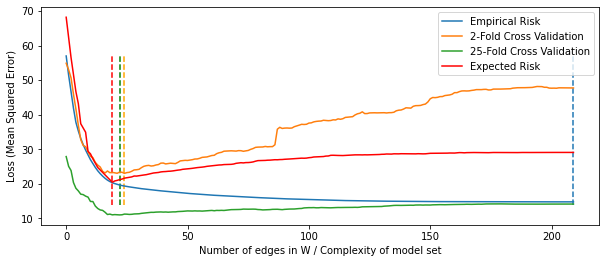 70
60
50
40
30
20
10
Loss (Mean Squared Error)
Empirical Risk
2-Fold Cross Validation
25-Fold Cross Validation
Expected Risk
0
50
100
150
200
Number of edges in W / Complexity of model set